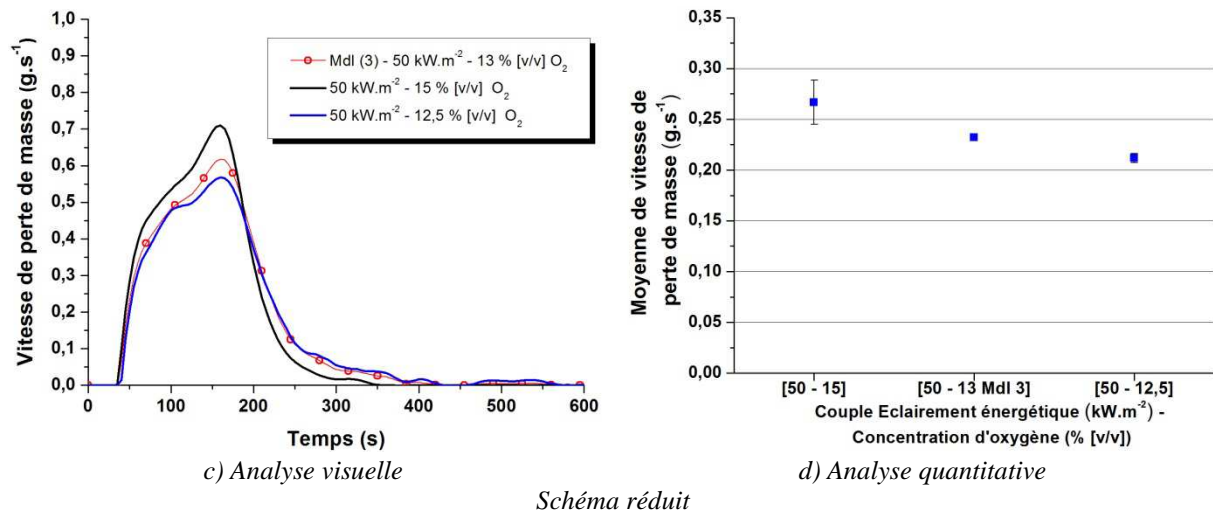 1,0
0,9
0,8
0,7
0,6
0,5
0,4
0,3
0,2
0,1
0,0
Vitesse de perte de masse (g.s⁻¹)
Mdl (3) - 50 kW.m⁻² - 13 % [v/v] O₂
50 kW.m⁻² - 15 % [v/v] O₂
50 kW.m⁻² - 12,5 % [v/v] O₂
0 100 200 300 400 500 600
Temps (s)
c) Analyse visuelle
0,35
0,30
0,25
0,20
0,15
0,10
0,05
0,00
Moyenne de vitesse de
perte de masse (g.s⁻¹)
[50 - 15] [50 - 13 Mdl 3] [50 - 12,5]
Couple Eclairement énergétique (kW.m⁻²) -
Concentration d'oxygène (% [v/v])
d) Analyse quantitative
Schéma réduit